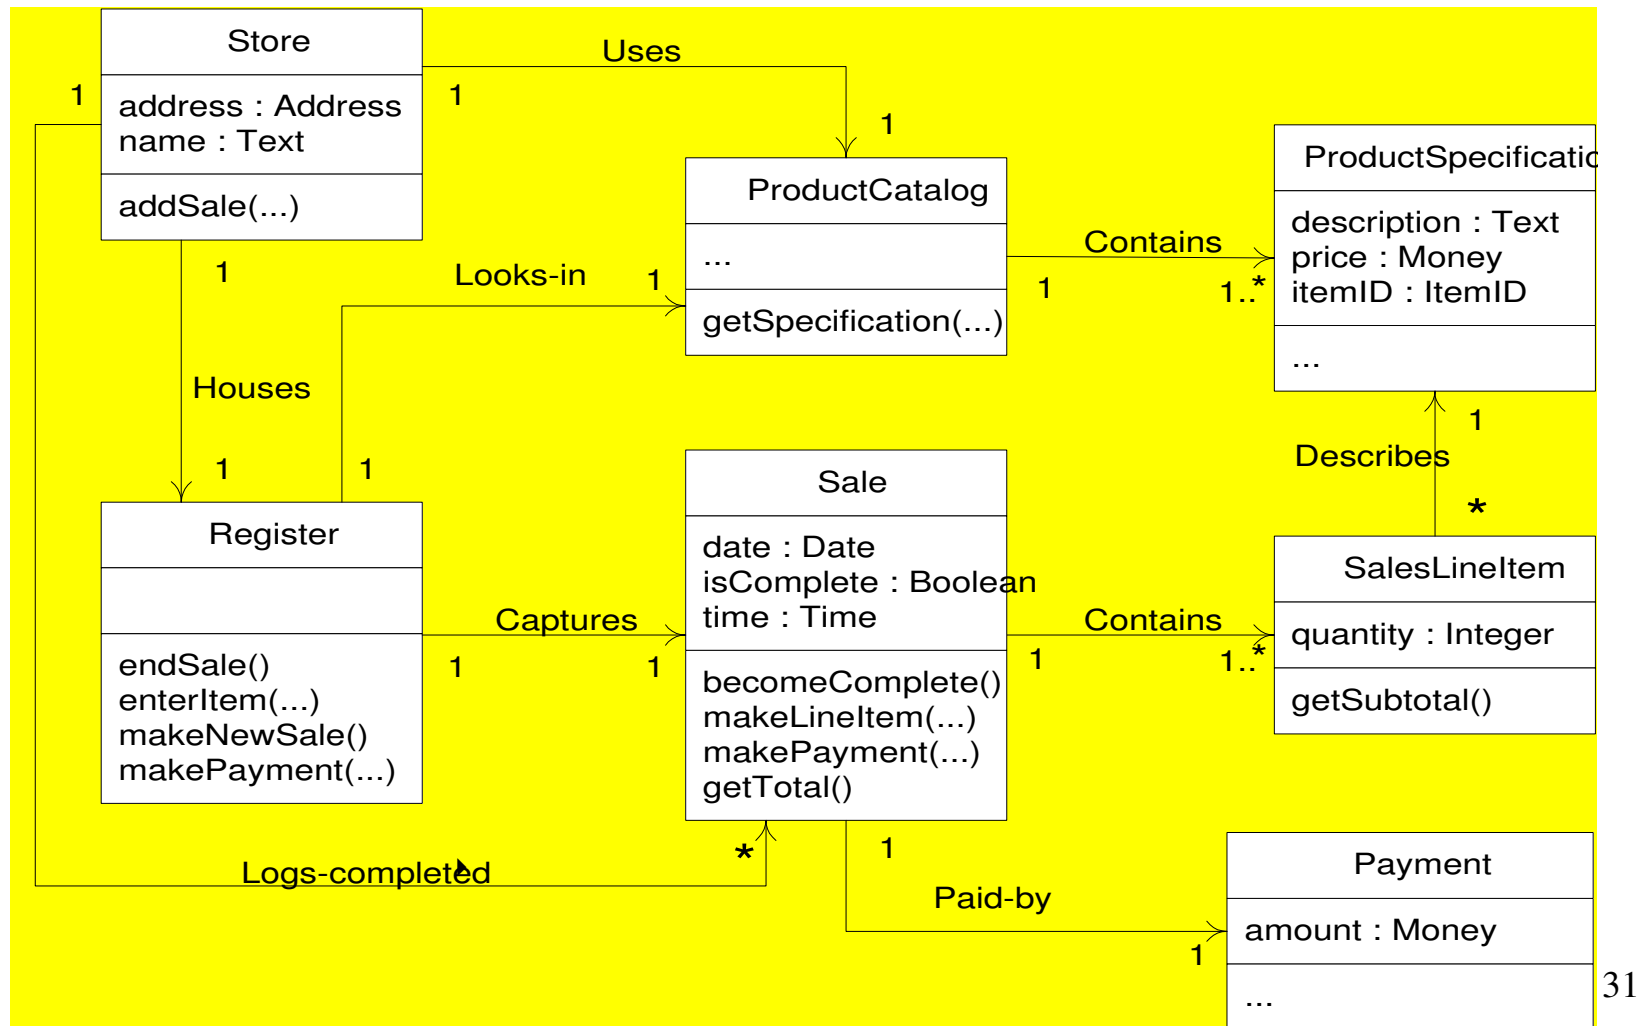 Store
address : Address
name : Text
addSale(...)
1
1
Uses
1
ProductCatalog
...
getSpecification(...)
Contains
1
1..*
ProductSpecificatio
description : Text
price : Money
itemID : ItemID
...
1
Houses
1
Looks-in
1
1
Register
endSale()
enterItem(...)
makeNewSale()
makePayment(...)
Captures
1
1
Sale
date : Date
isComplete : Boolean
time : Time
becomeComplete()
makeLineItem(...)
makePayment(...)
getTotal()
Contains
1
1..*
1
Describes
*
SalesLineItem
quantity : Integer
getSubtotal()
Logs-completed
*
1
Paid-by
1
Payment
amount : Money
...
31